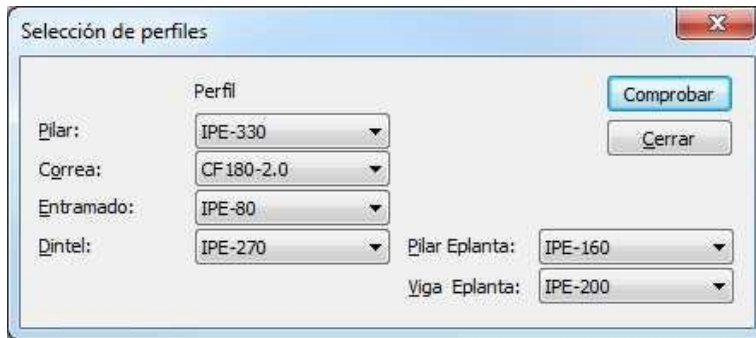 Selección de perfiles
Perfil
Comprobar
Pilar: IPE-330
Cerrar
Correa: CF180-2.0
Entramado: IPE-80
Dintel: IPE-270 Pilar Eplanta: IPE-160
Viga Eplanta: IPE-200